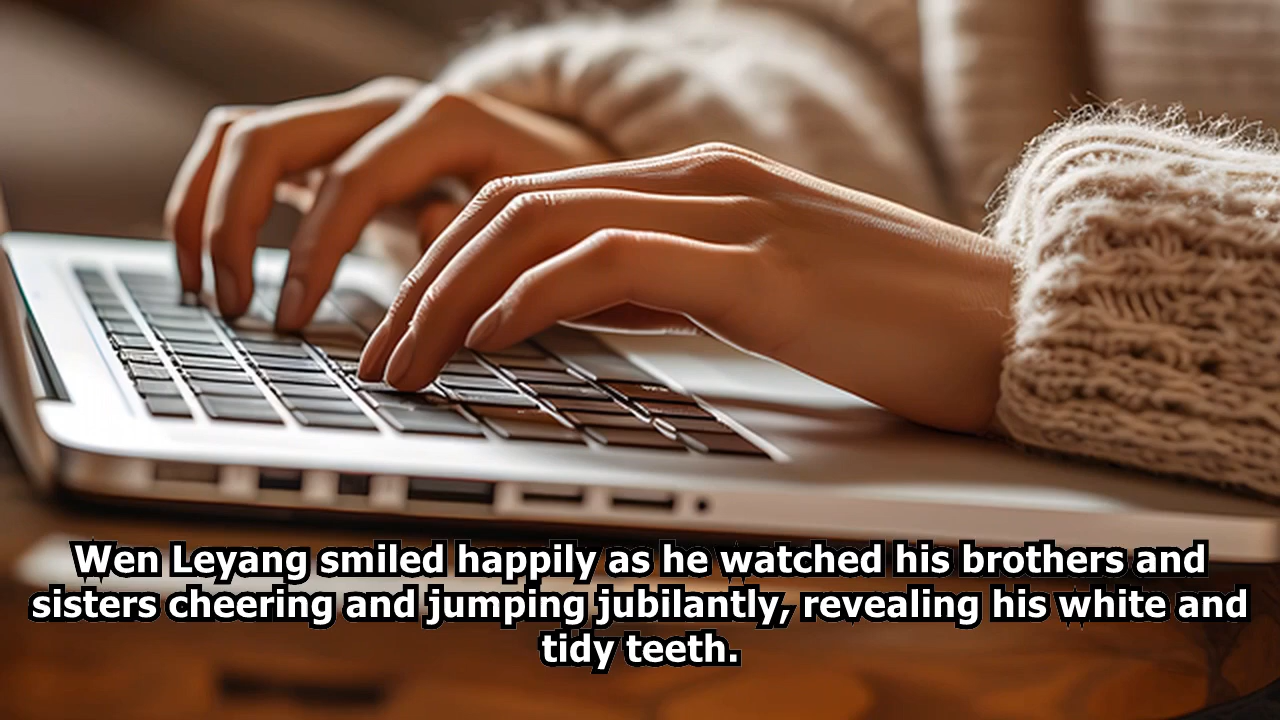 Wen Leyang smiled happily as he watched his brothers and
sisters cheering and jumping jubilantly, revealing his white and
tidy teeth.